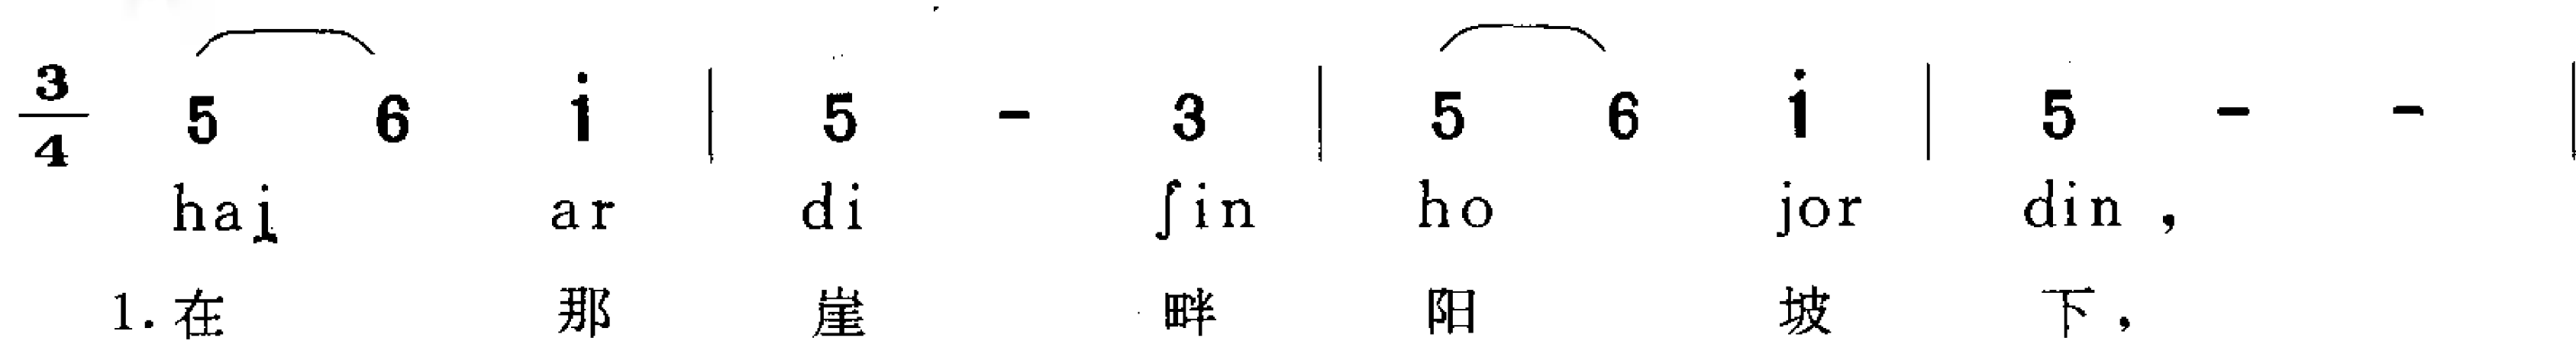 3/4 5 6 i̇ | 5 - 3 | 5 6 i̇ | 5 - - |
hai̯ ar di ʃin ho jor din ,
1. 在 那 崖 畔 阳 坡 下 ,